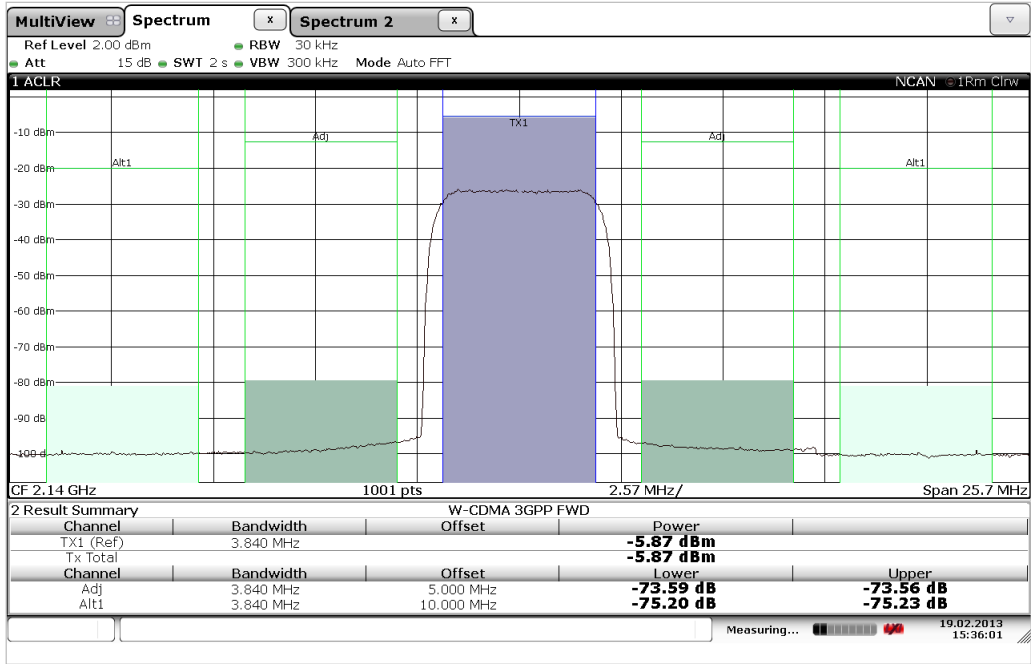 MultiView Spectrum x Spectrum 2 x
Ref Level 2.00 dBm RBW 30 kHz
Att 15 dB SWT 2 s VBW 300 kHz Mode Auto FFT
1 ACLR NCAN 1Rm Clrw
TX1
-10 dBm Adj Adj
Alt1 Alt1
-20 dBm
-30 dBm
-40 dBm
-50 dBm
-60 dBm
-70 dBm
-80 dBm
-90 dB
-100 d
CF 2.14 GHz 1001 pts 2.57 MHz/ Span 25.7 MHz
2 Result Summary W-CDMA 3GPP FWD
Channel Bandwidth Offset Power
TX1 (Ref) 3.840 MHz -5.87 dBm
Tx Total -5.87 dBm
Channel Bandwidth Offset Lower Upper
Adj 3.840 MHz 5.000 MHz -73.59 dB -73.56 dB
Alt1 3.840 MHz 10.000 MHz -75.20 dB -75.23 dB
Measuring... 19.02.2013
15:36:01